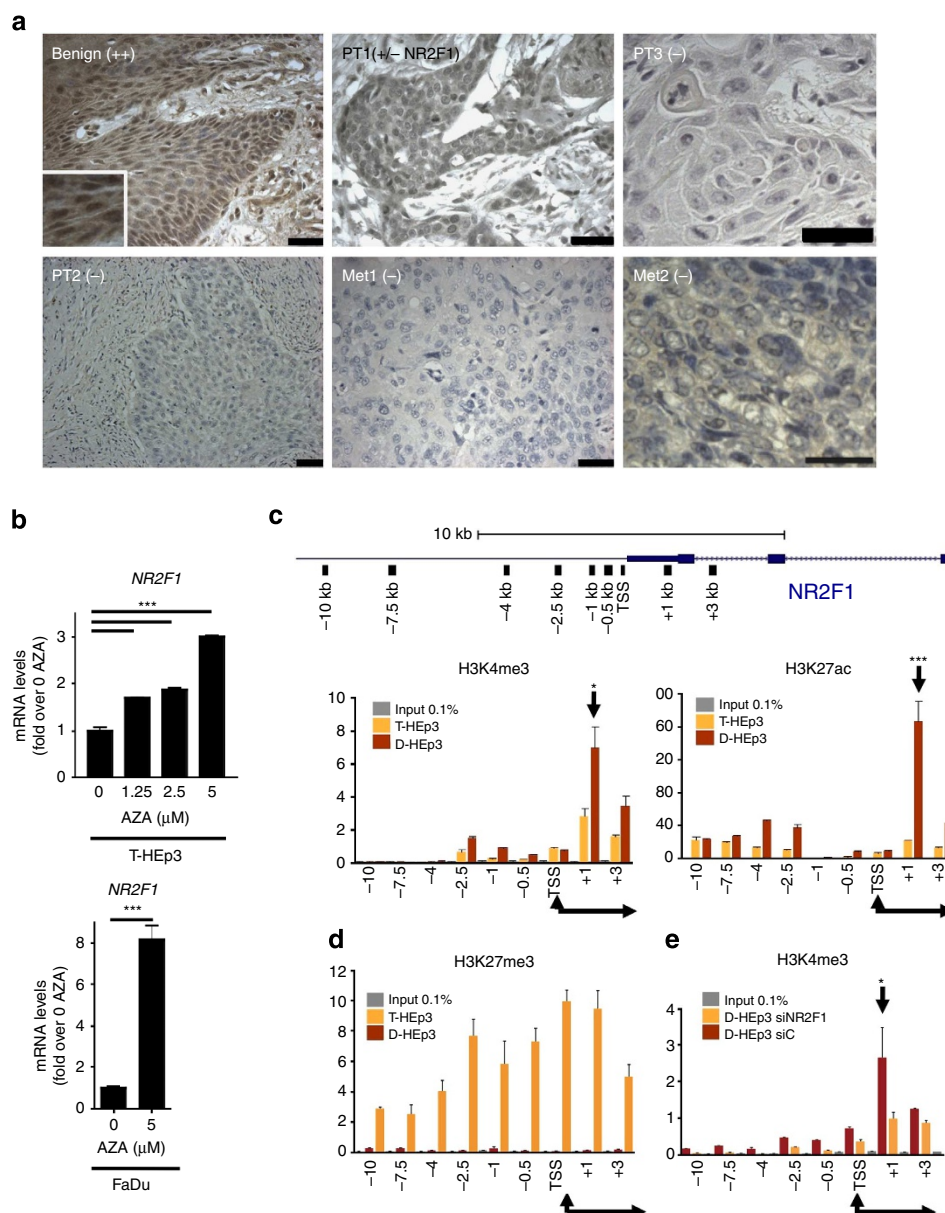 a
Benign (++)
PT1(+/– NR2F1)
PT3 (–)
PT2 (–)
Met1 (–)
Met2 (–)
b
NR2F1
***
mRNA levels
(fold over 0 AZA)
3
2
1
0
0 1.25 2.5 5
AZA (μM)
T-HEp3
NR2F1
***
mRNA levels
(fold over 0 AZA)
8
6
4
2
0
0 5
AZA (μM)
FaDu
c
10 kb
–10 kb
–7.5 kb
–4 kb
–2.5 kb
–1 kb
–0.5 kb
TSS
+1 kb
+3 kb
NR2F1
H3K4me3
10
8
6
4
2
0
Input 0.1%
T-HEp3
D-HEp3
*
–10 –7.5 –4 –2.5 –1 –0.5 TSS +1 +3
H3K27ac
00
60
20
00
40
0
Input 0.1%
T-HEp3
D-HEp3
***
–10 –7.5 –4 –2.5 –1 –0.5 TSS +1 +3
d
H3K27me3
12
10
8
6
4
2
0
Input 0.1%
T-HEp3
D-HEp3
–10 –7.5 –4 –2.5 –1 –0.5 TSS +1 +3
e
H3K4me3
4
3
2
1
0
Input 0.1%
D-HEp3 siNR2F1
D-HEp3 siC
*
–10 –7.5 –4 –2.5 –0.5 TSS +1 +3